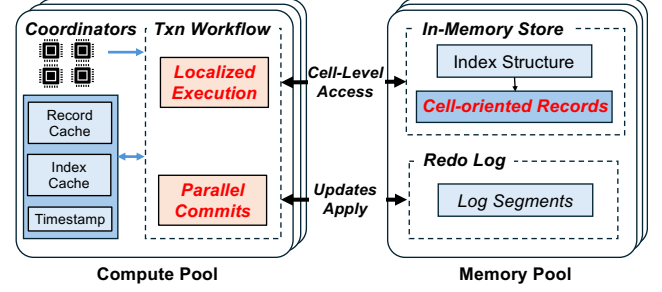 Coordinators
Txn Workflow
Localized
Execution
Record
Cache
Index
Cache
Timestamp
Parallel
Commits
Compute Pool
Cell-Level
Access
Updates
Apply
In-Memory Store
Index Structure
Cell-oriented Records
Redo Log
Log Segments
Memory Pool